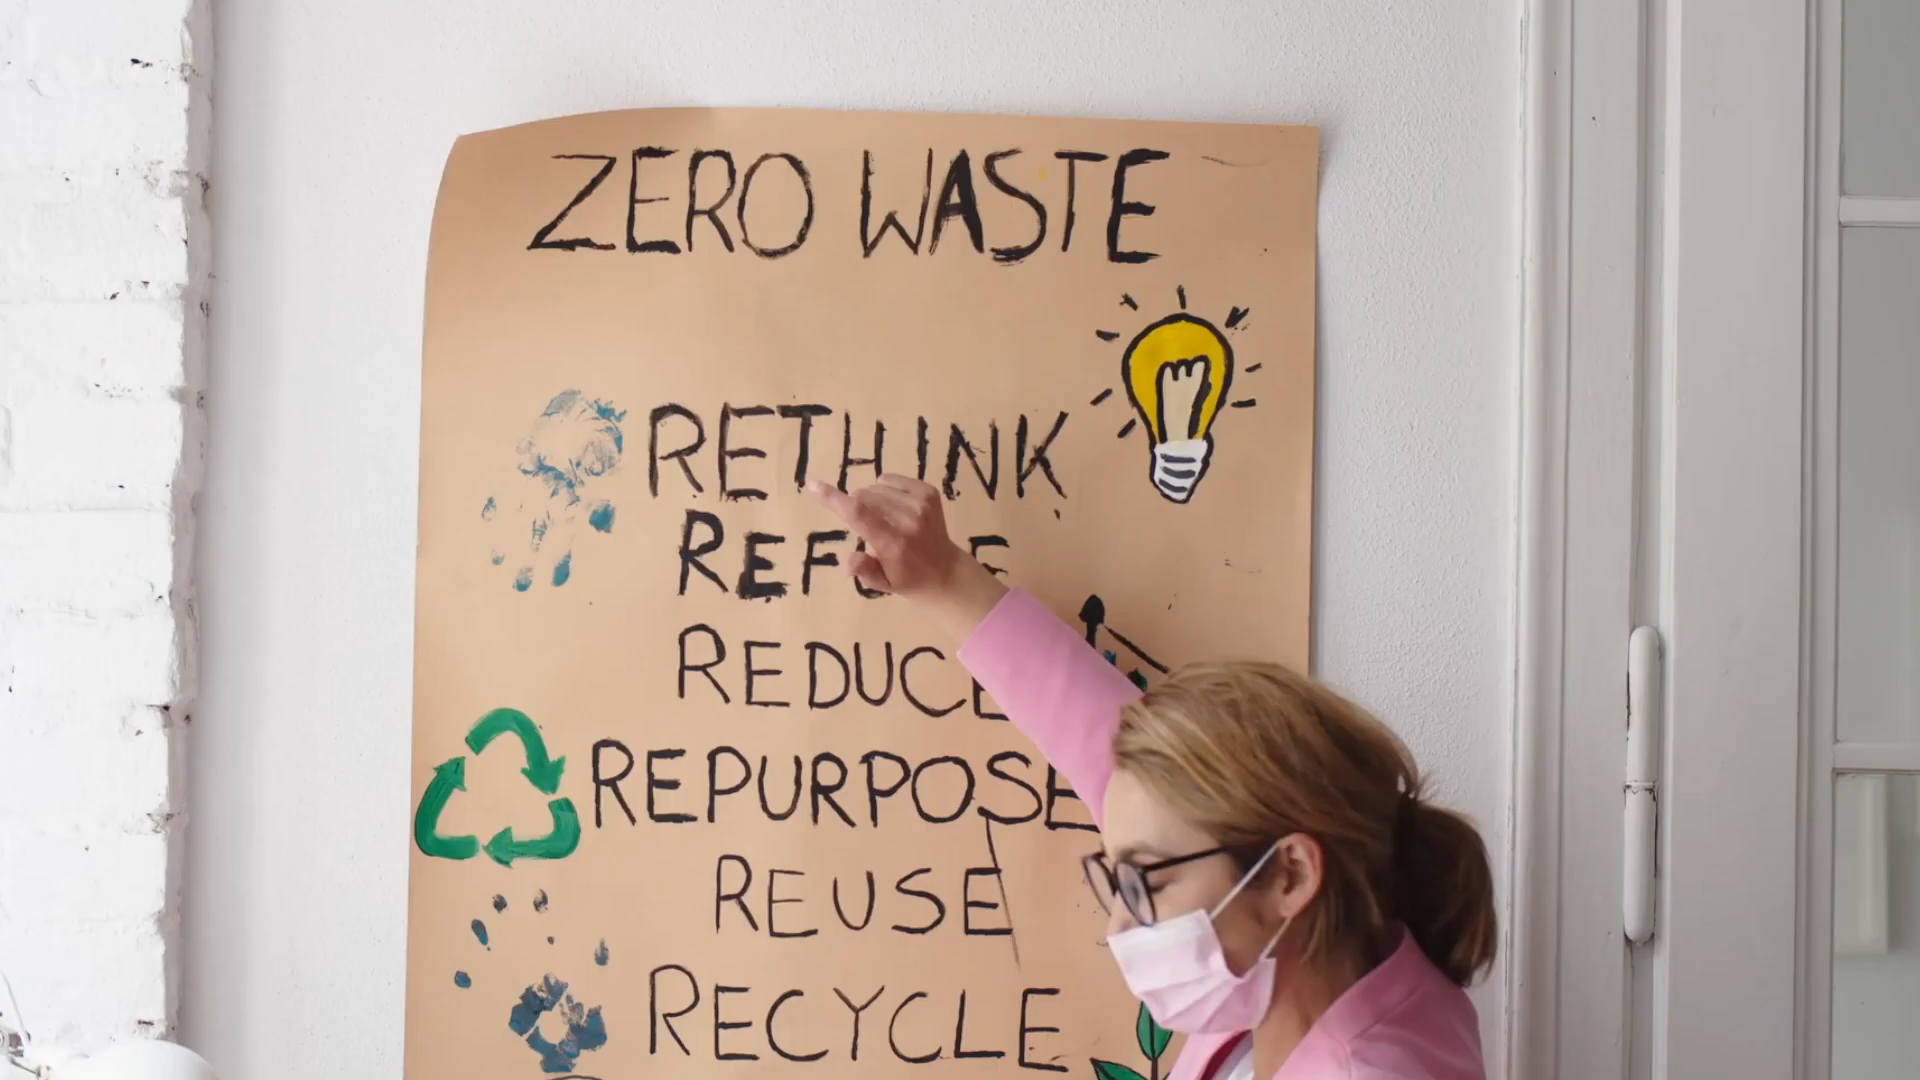 ZERO WASTE
RETHINK
REDUCE
REPURPOSE
REUSE
RECYCLE